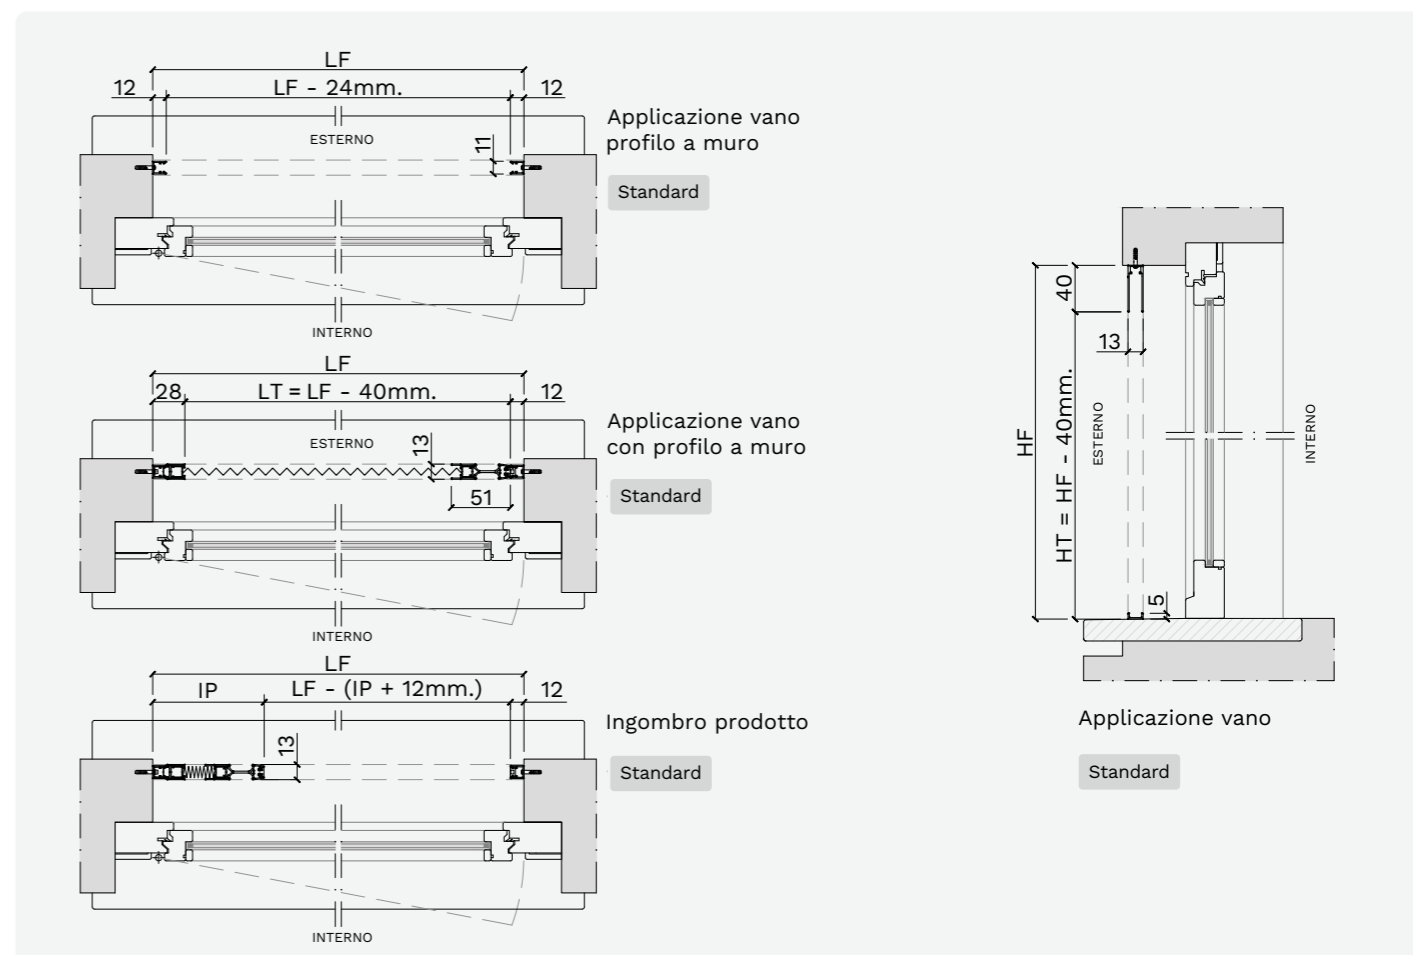 LF
12
LF - 24mm.
12
ESTERNO
11
INTERNO
Applicazione vano
profilo a muro
Standard
LF
28
LT = LF - 40mm.
12
ESTERNO
13
51
INTERNO
Applicazione vano
con profilo a muro
Standard
LF
IP
LF - (IP + 12mm.)
12
13
INTERNO
Ingombro prodotto
Standard
40
13
HF
HT = HF - 40mm.
ESTERNO
INTERNO
5
Applicazione vano
Standard